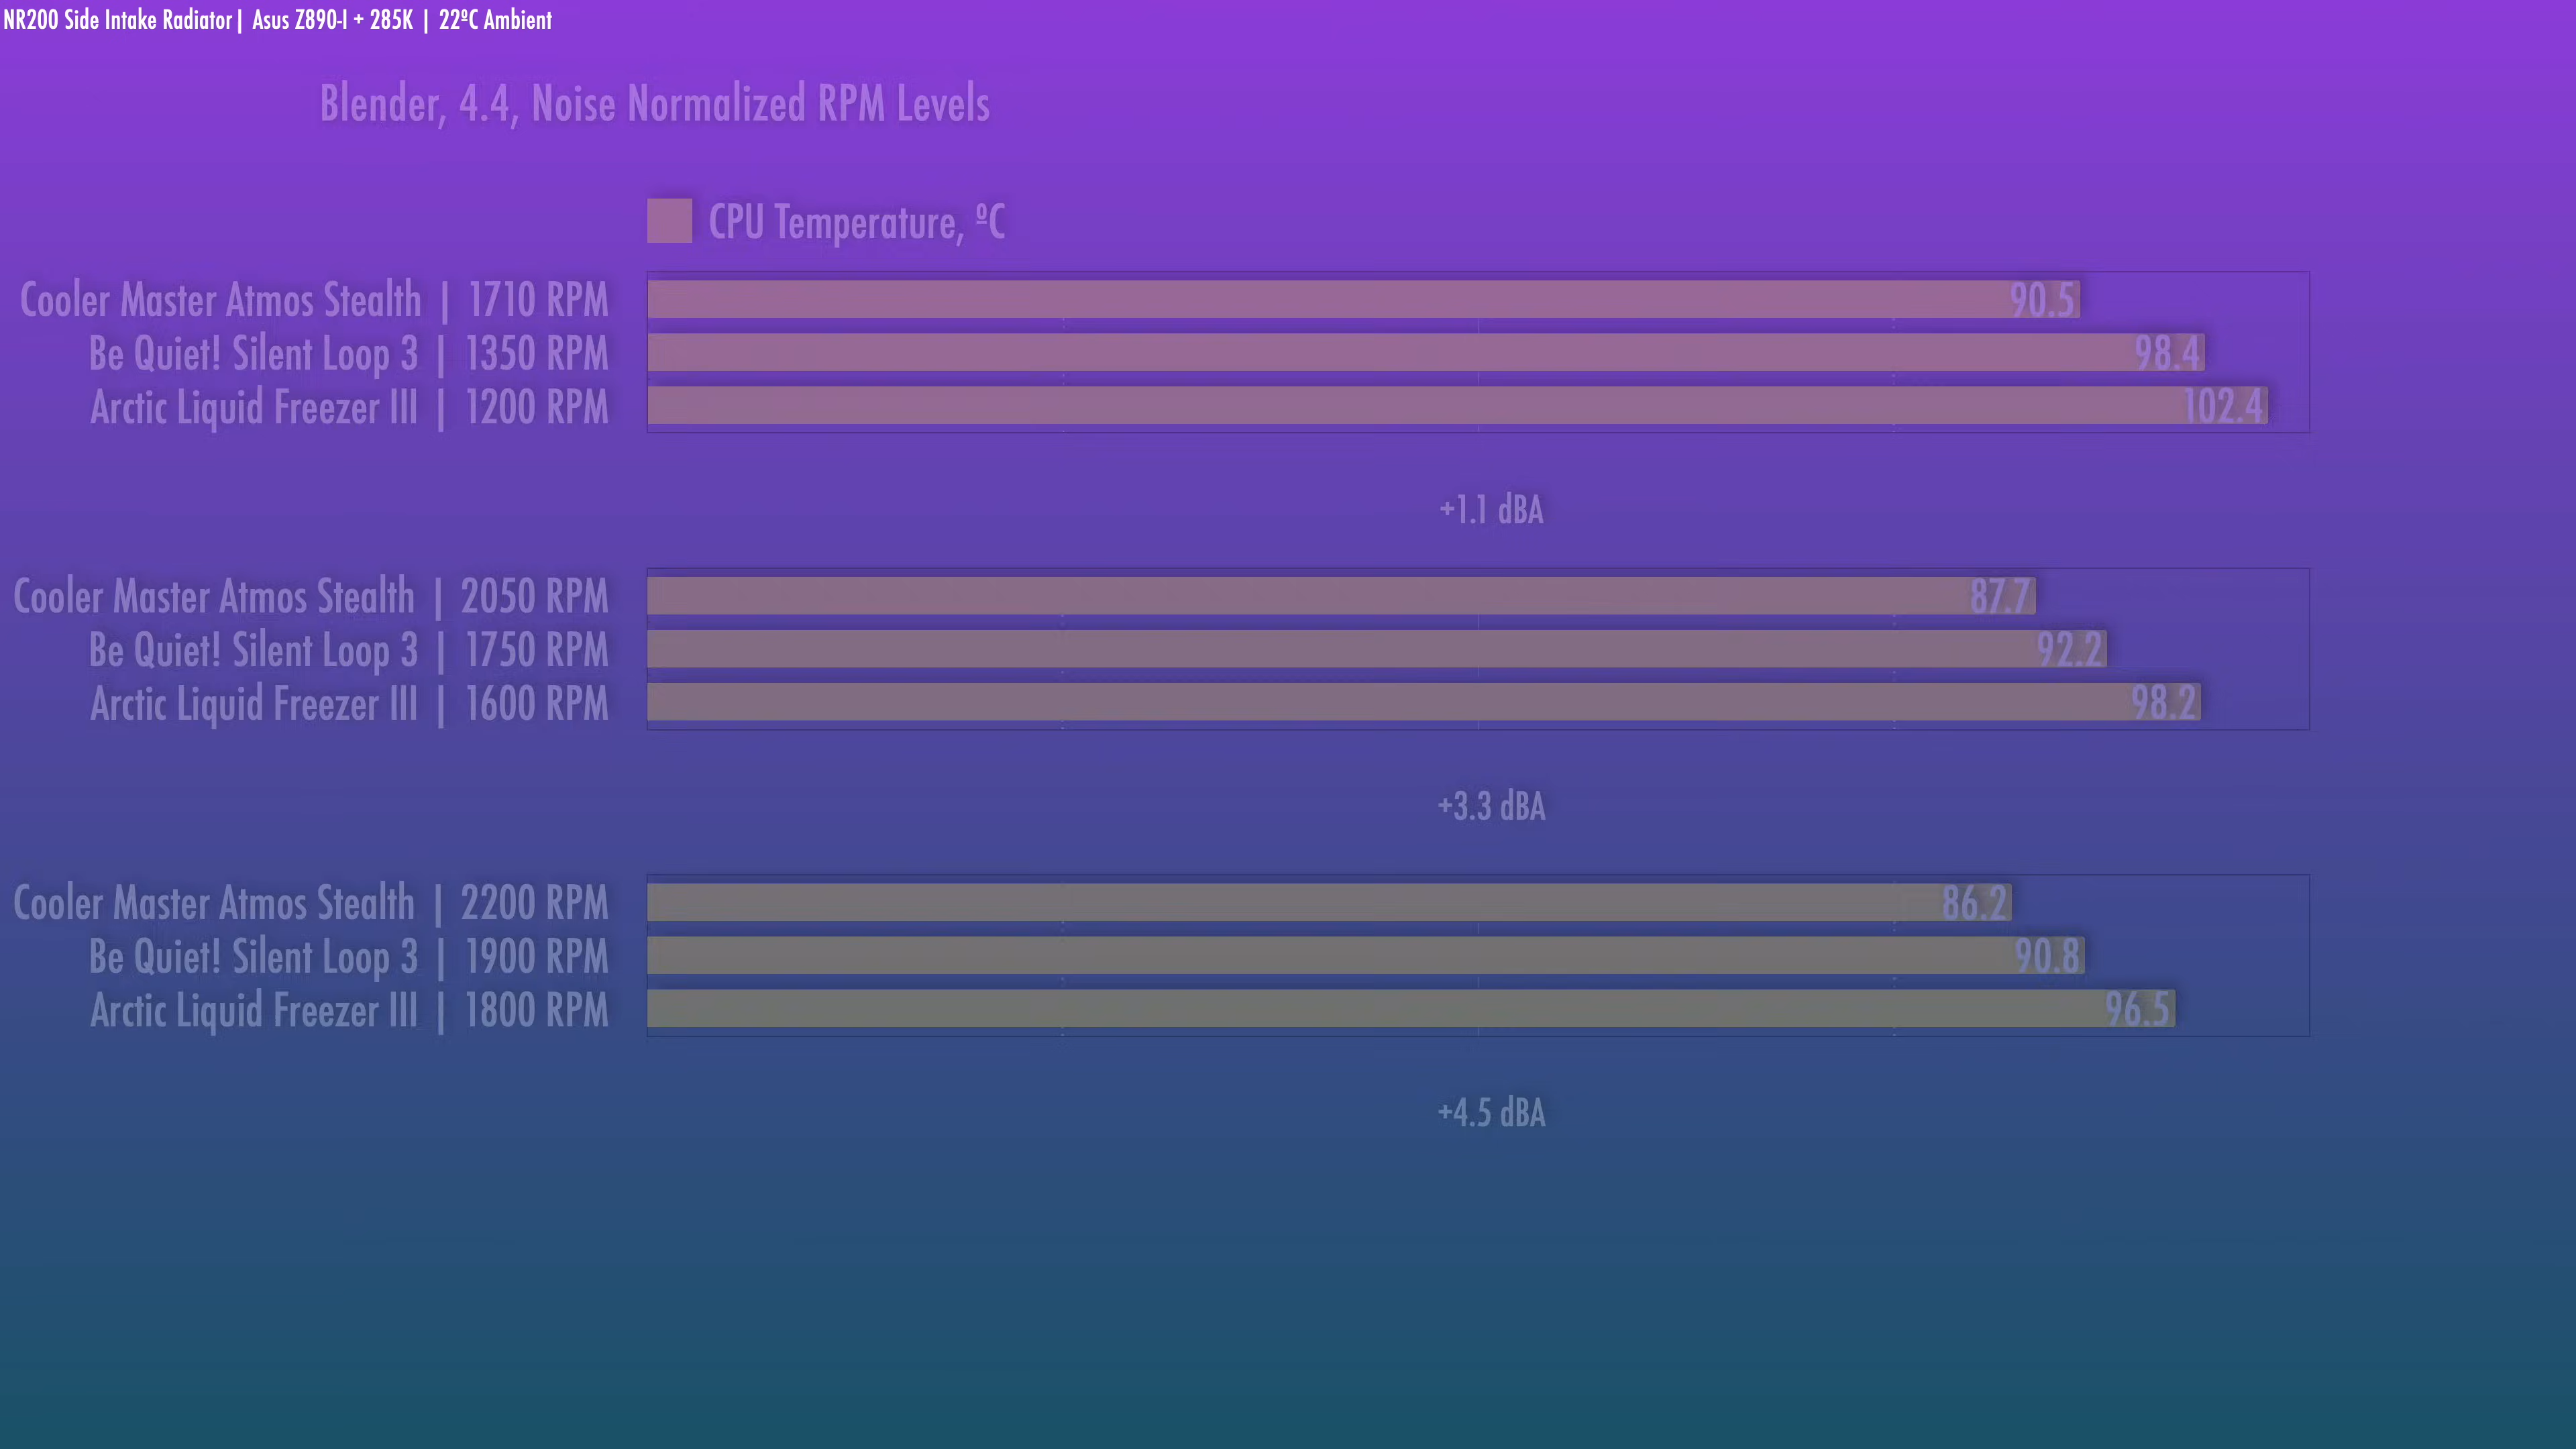 NR200 Side Intake Radiator | Asus Z890-I + 285K | 22ºC Ambient
Blender, 4.4, Noise Normalized RPM Levels
CPU Temperature, ºC
Cooler Master Atmos Stealth | 1710 RPM 90.5
Be Quiet! Silent Loop 3 | 1350 RPM 98.4
Arctic Liquid Freezer III | 1200 RPM 102.4
+1.1 dBA
Cooler Master Atmos Stealth | 2050 RPM 87.7
Be Quiet! Silent Loop 3 | 1750 RPM 92.2
Arctic Liquid Freezer III | 1600 RPM 98.2
+3.3 dBA
Cooler Master Atmos Stealth | 2200 RPM 86.2
Be Quiet! Silent Loop 3 | 1900 RPM 90.8
Arctic Liquid Freezer III | 1800 RPM 96.5
+4.5 dBA